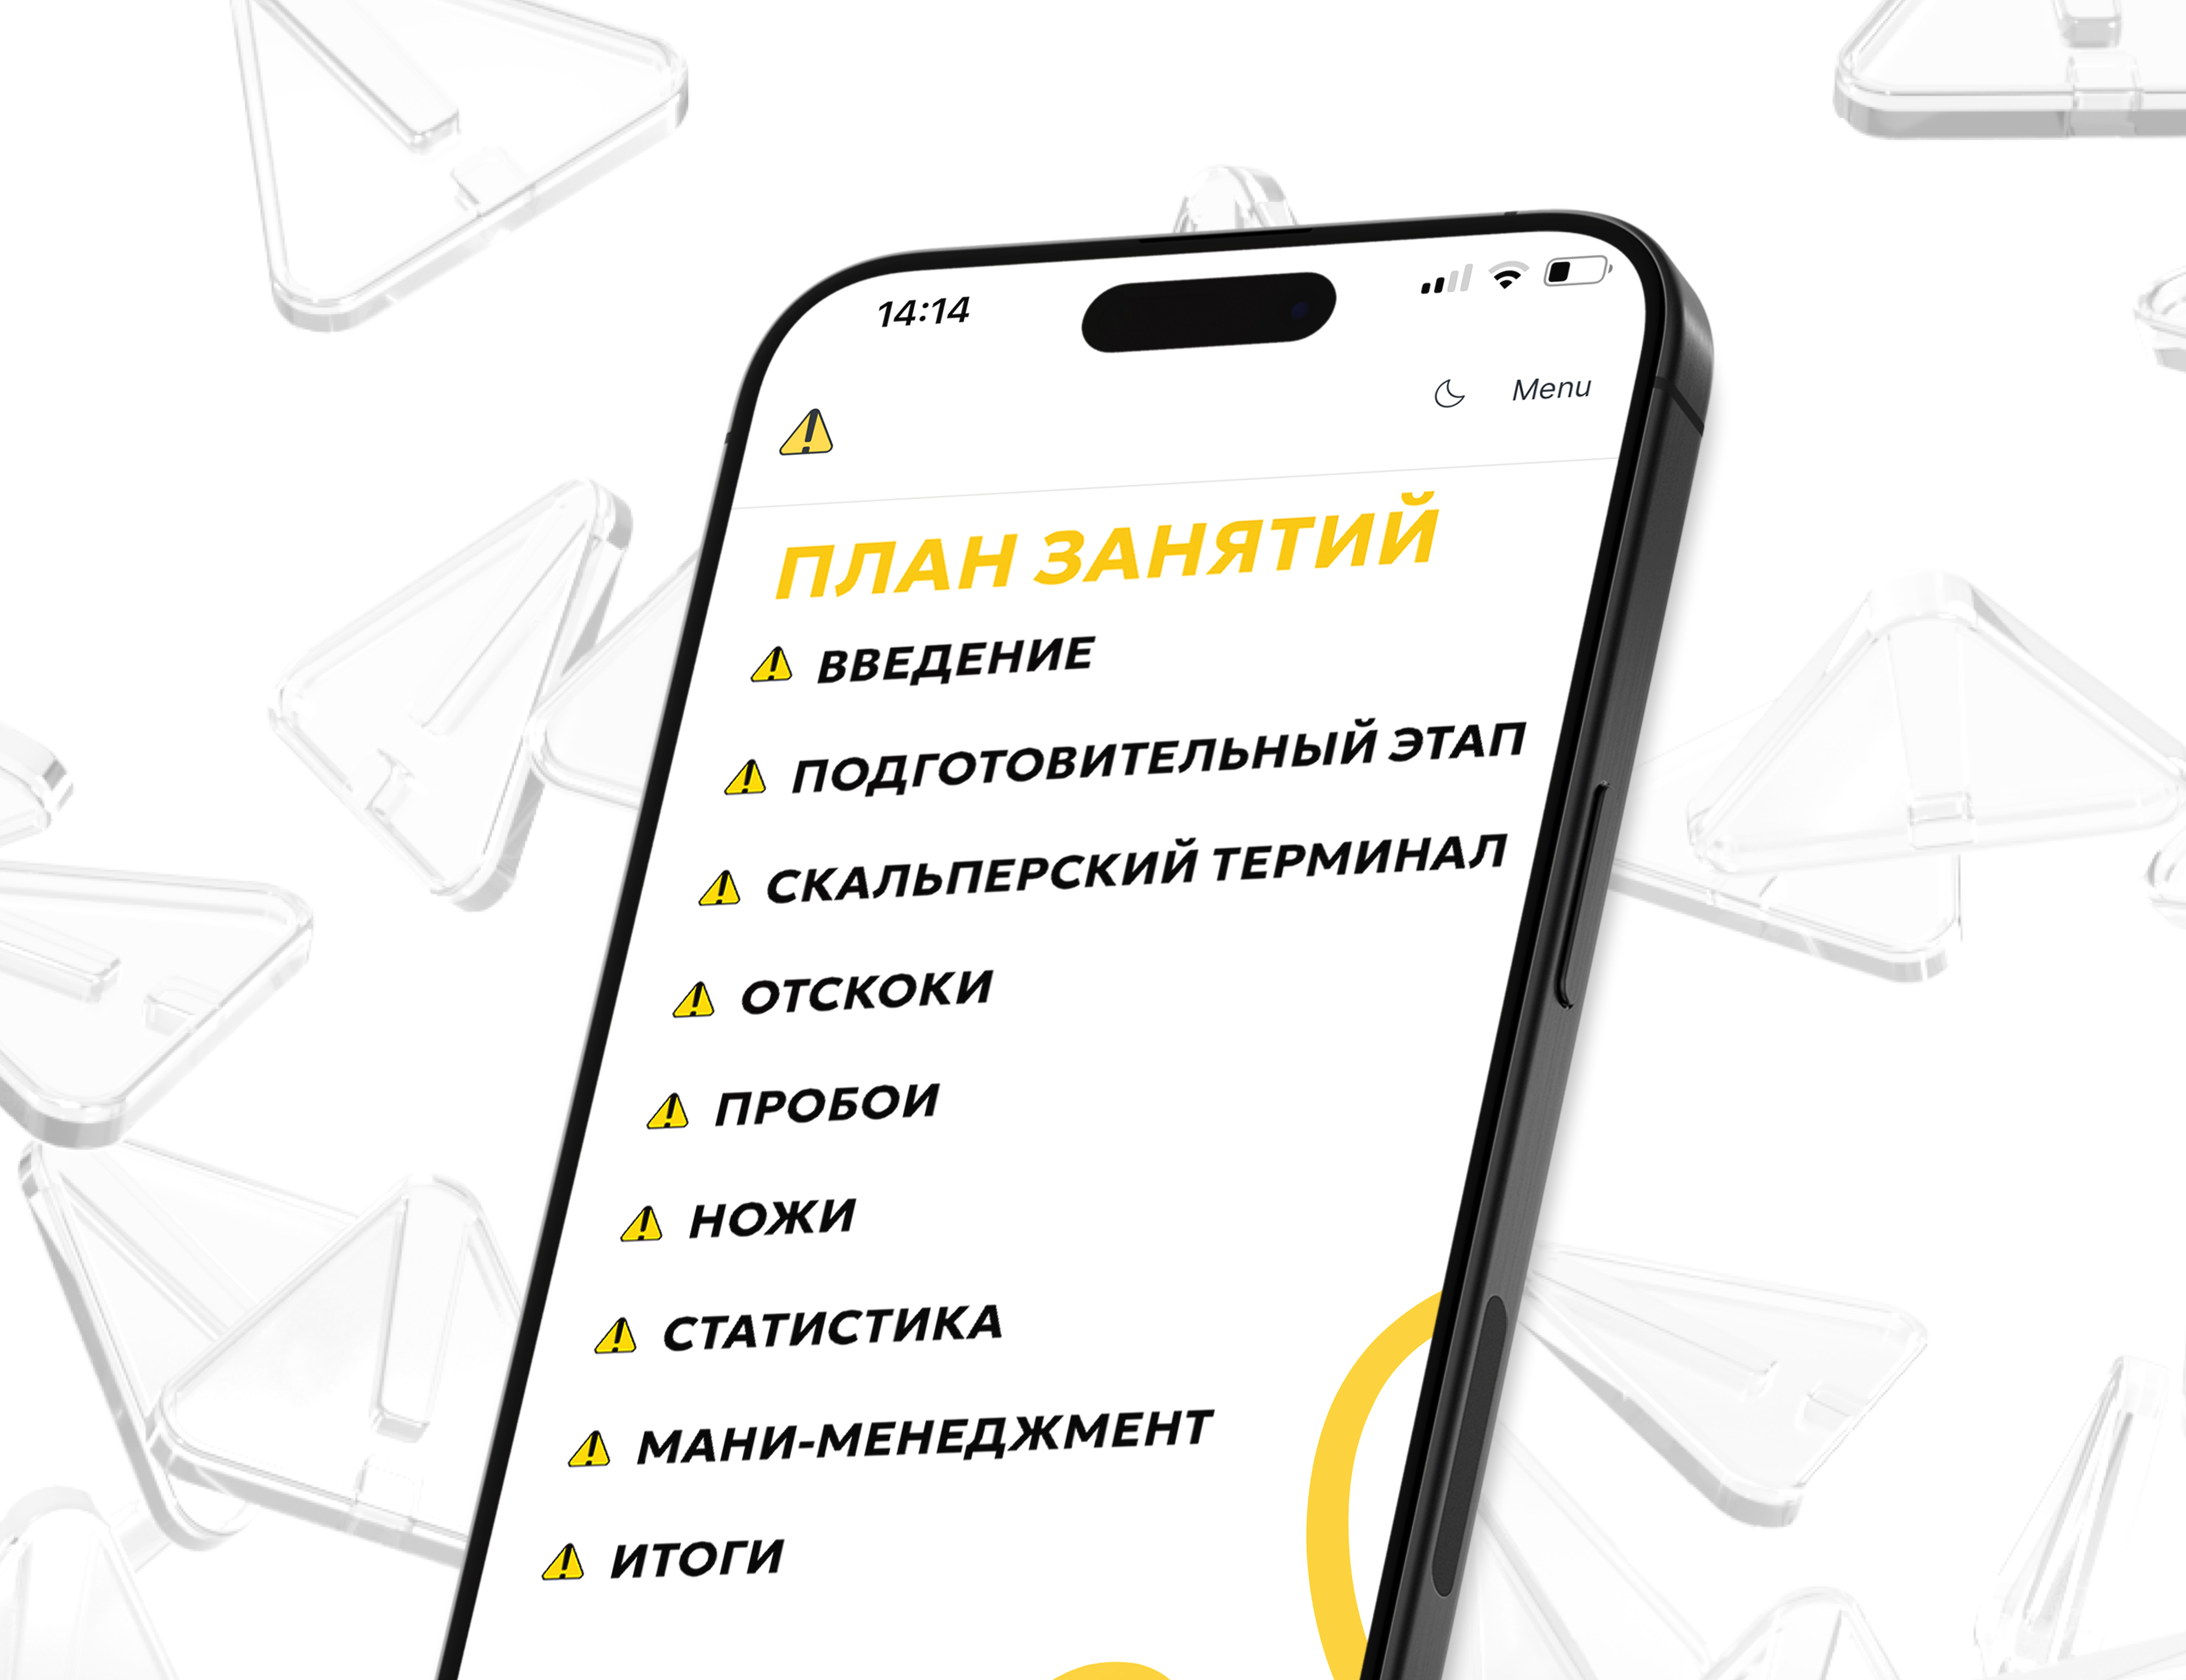 14:14
Menu
ПЛАН ЗАНЯТИЙ
ВВЕДЕНИЕ
ПОДГОТОВИТЕЛЬНЫЙ ЭТАП
СКАЛЬПЕРСКИЙ ТЕРМИНАЛ
ОТСКОКИ
ПРОБОИ
НОЖИ
СТАТИСТИКА
МАНИ-МЕНЕДЖМЕНТ
ИТОГИ